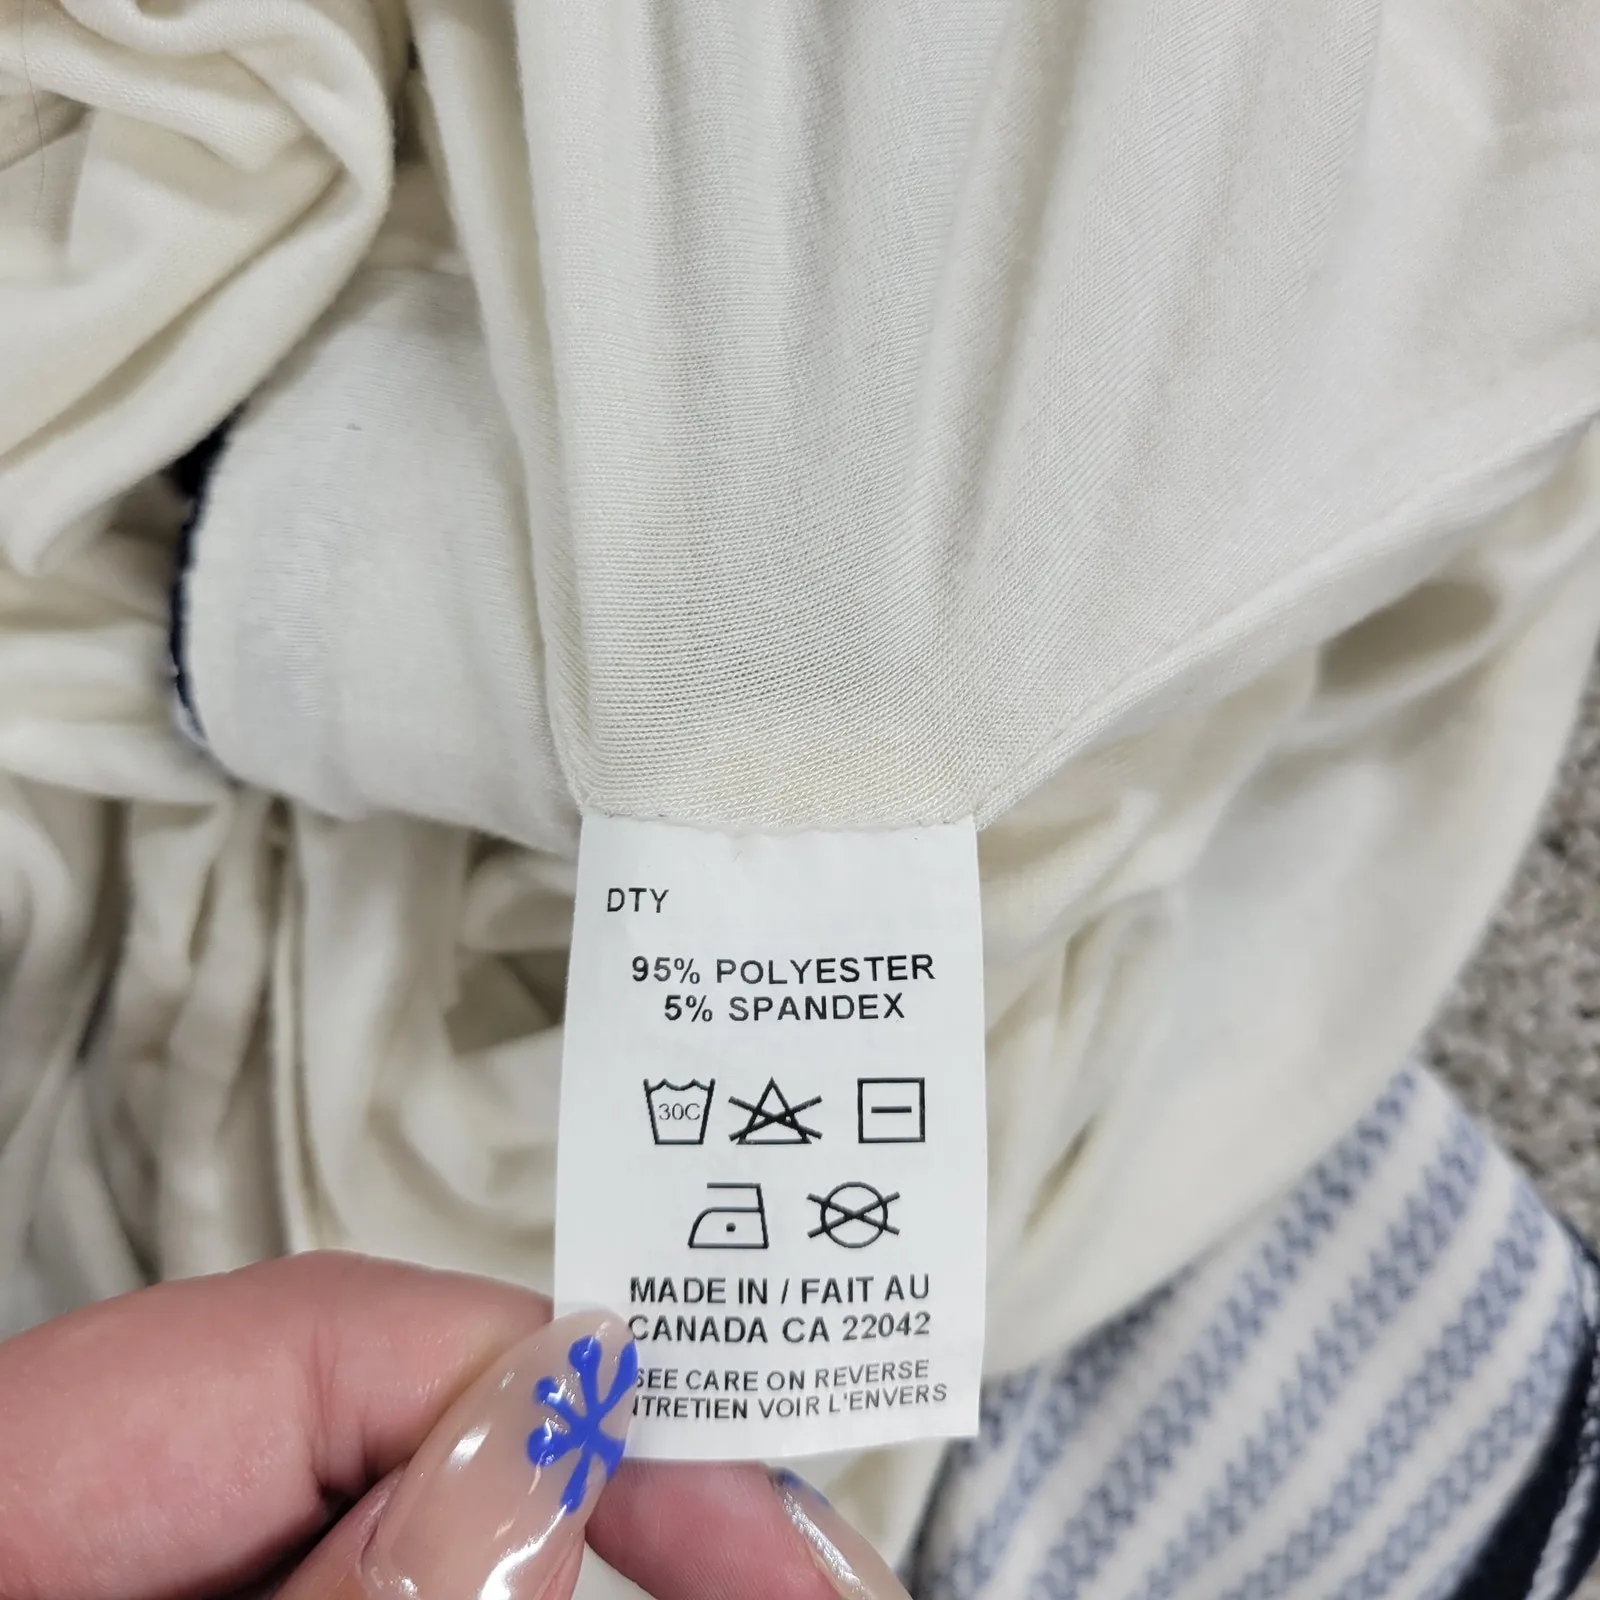 DTY
95% POLYESTER
5% SPANDEX
30C
MADE IN / FAIT AU
CANADA CA 22042
SEE CARE ON REVERSE
VOIR L'ENVERS